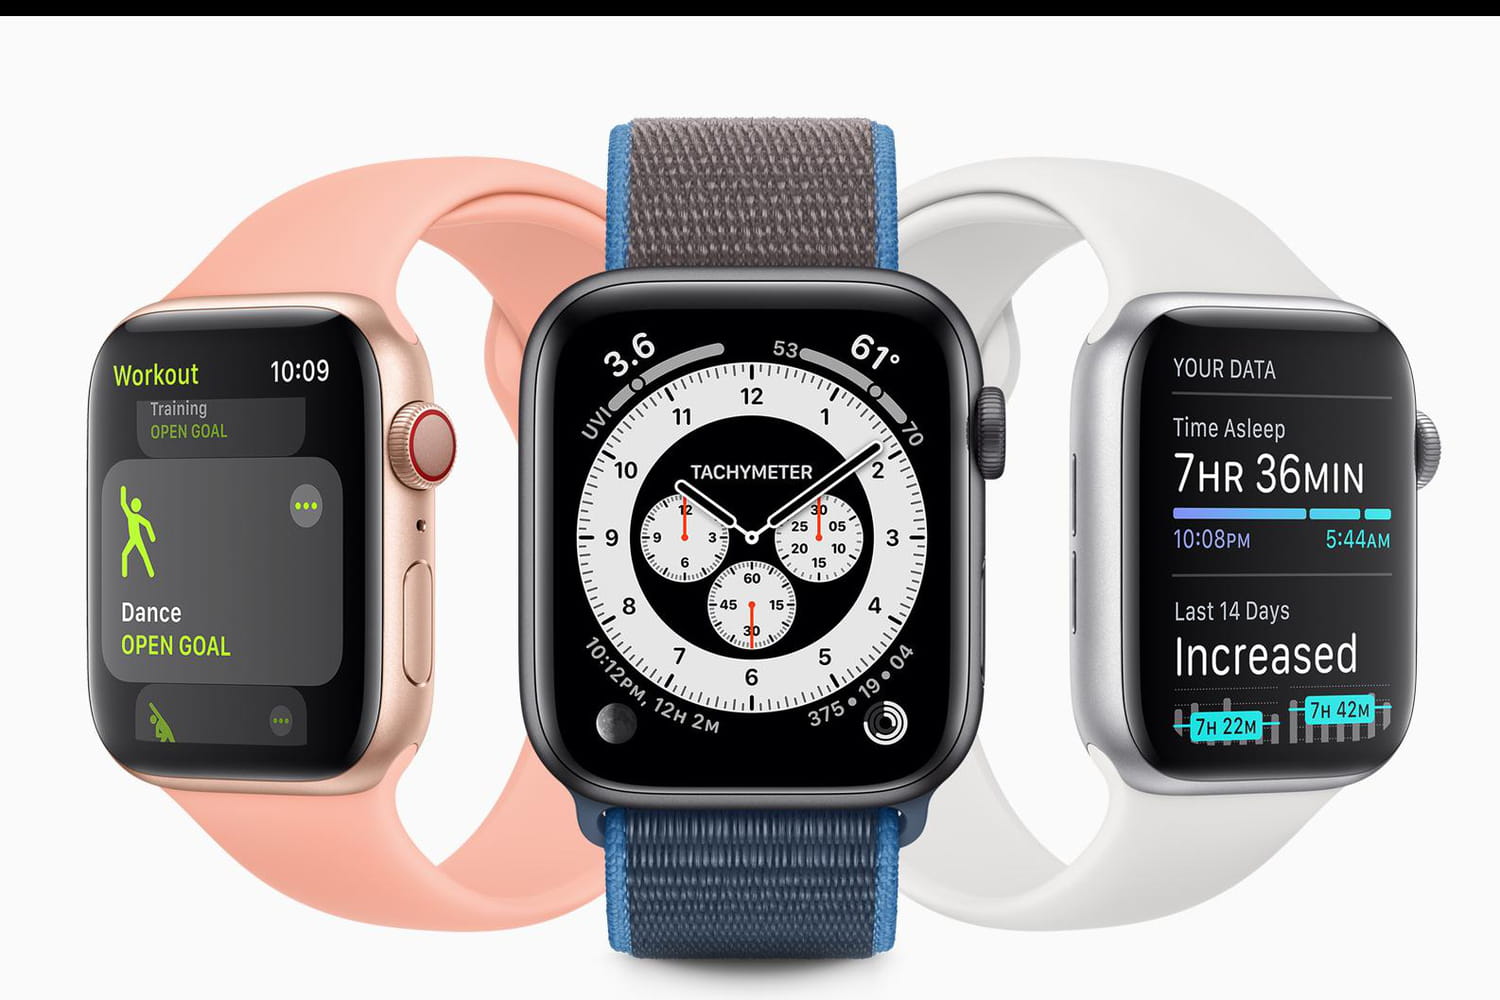 Workout 10:09
Training
OPEN GOAL
Dance
OPEN GOAL
3.6
UVI
53
61°
70
TACHYMETER
12
1
2
3
4
5
6
7
8
9
10
11
12
3
6
9
30
05
10
15
20
25
60
15
30
45
10:12PM, 12H 2M
375 • 19 • 04
YOUR DATA
Time Asleep
7HR 36MIN
10:08PM 5:44AM
Last 14 Days
Increased
7H 22M 7H 42M